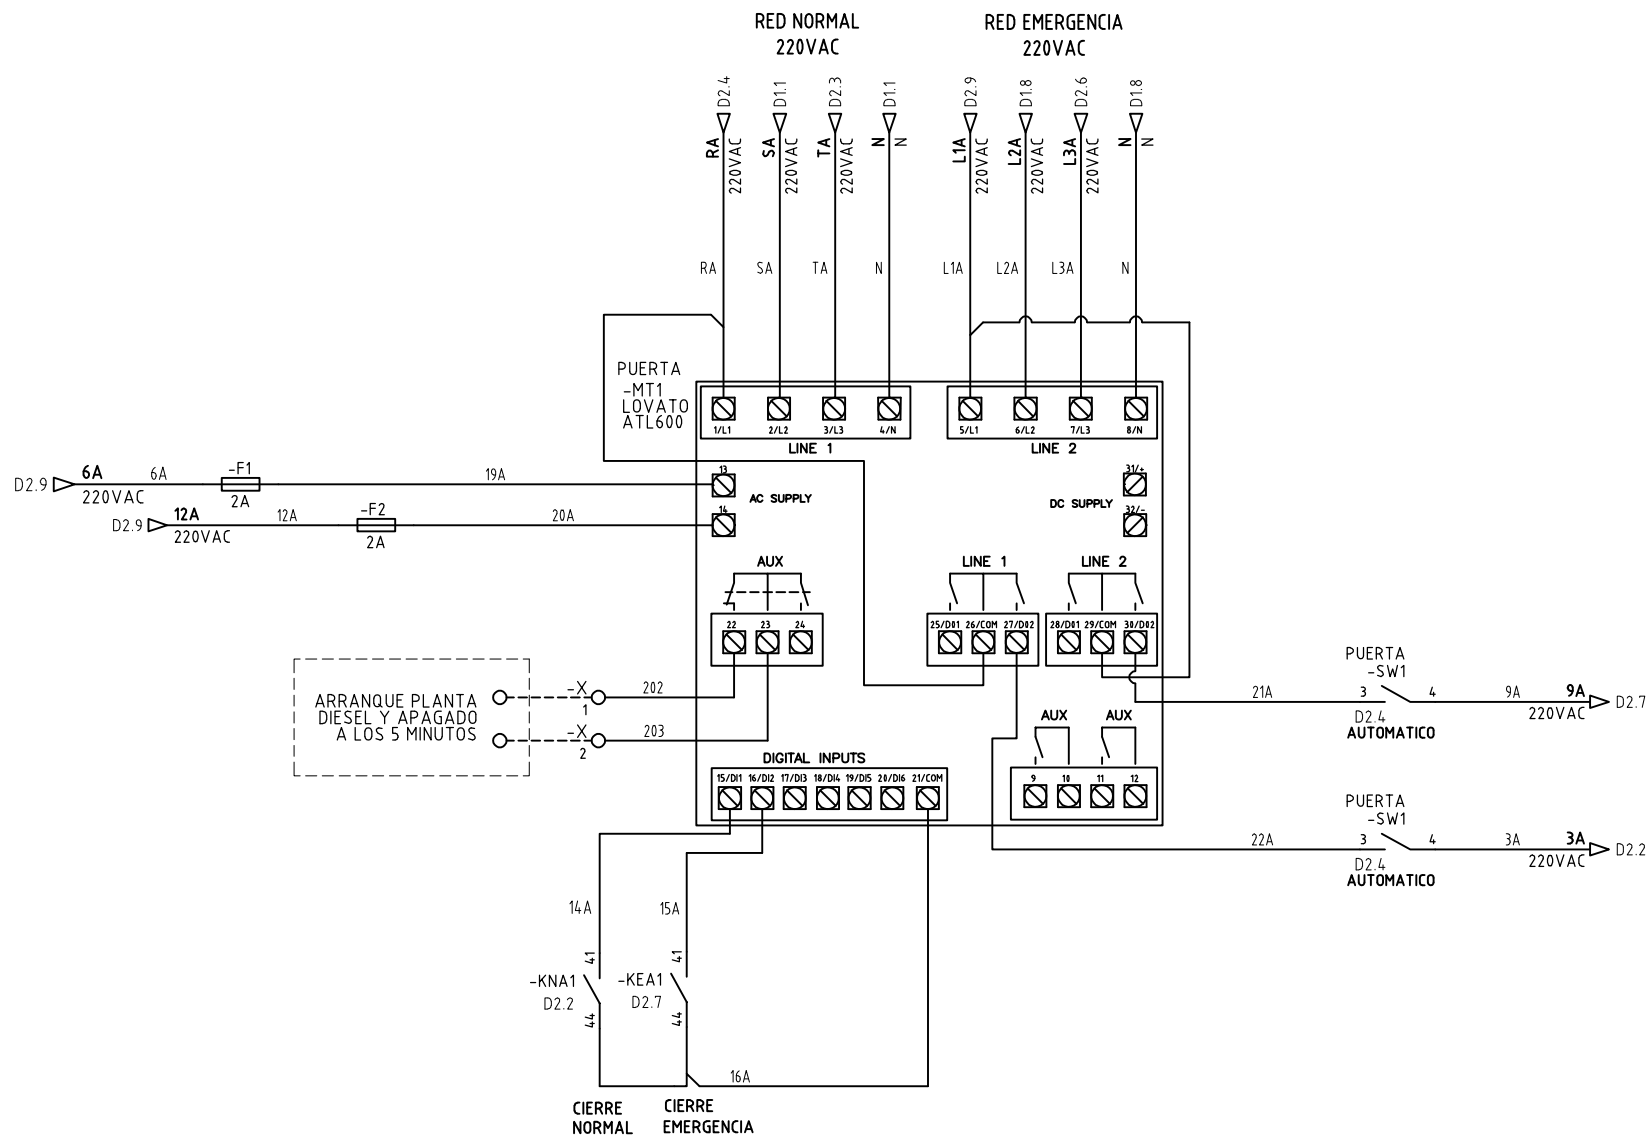 RED NORMAL
220VAC
RED EMERGENCIA
220VAC
D2.4
D1.1
D2.3
D1.1
D2.9
D1.8
D2.6
D1.8
RA
220VAC
SA
220VAC
TA
220VAC
N
N
L1A
220VAC
L2A
220VAC
L3A
220VAC
N
N
RA
SA
TA
N
L1A
L2A
L3A
N
PUERTA
-MT1
LOVATO
ATL600
1/L1
2/L2
3/L3
4/N
LINE 1
5/L1
6/L2
7/L3
8/N
LINE 2
D2.9
6A
220VAC
6A
-F1
2A
19A
13
AC SUPPLY
14
31/+
DC SUPPLY
32/-
D2.9
12A
220VAC
12A
-F2
2A
20A
AUX
22
23
24
LINE 1
25/D01
26/COM
27/D02
LINE 2
28/D01
29/COM
30/D02
ARRANQUE PLANTA
DIESEL Y APAGADO
A LOS 5 MINUTOS
-X
1
202
-X
2
203
PUERTA
-SW1
21A
3
4
9A
9A
220VAC
D2.7
D2.4
AUTOMATICO
AUX
AUX
9
10
11
12
DIGITAL INPUTS
15/DI1
16/DI2
17/DI3
18/DI4
19/DI5
20/DI6
21/COM
PUERTA
-SW1
22A
3
4
3A
3A
220VAC
D2.2
D2.4
AUTOMATICO
14A
15A
41
-KNA1
D2.2
44
41
-KEA1
D2.7
44
16A
CIERRE
NORMAL
CIERRE
EMERGENCIA